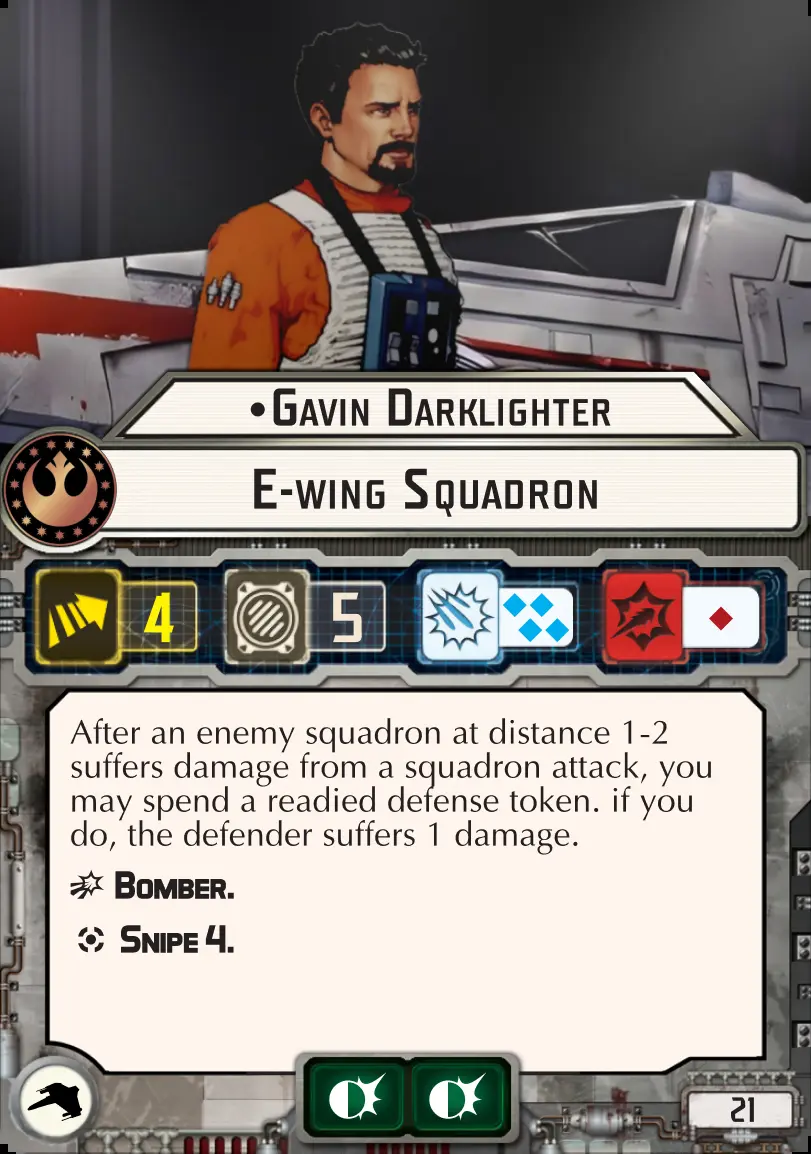 •Gavin Darklighter
E-wing Squadron
4 5
After an enemy squadron at distance 1-2
suffers damage from a squadron attack, you
may spend a readied defense token. if you
do, the defender suffers 1 damage.
Bomber.
Snipe 4.
21